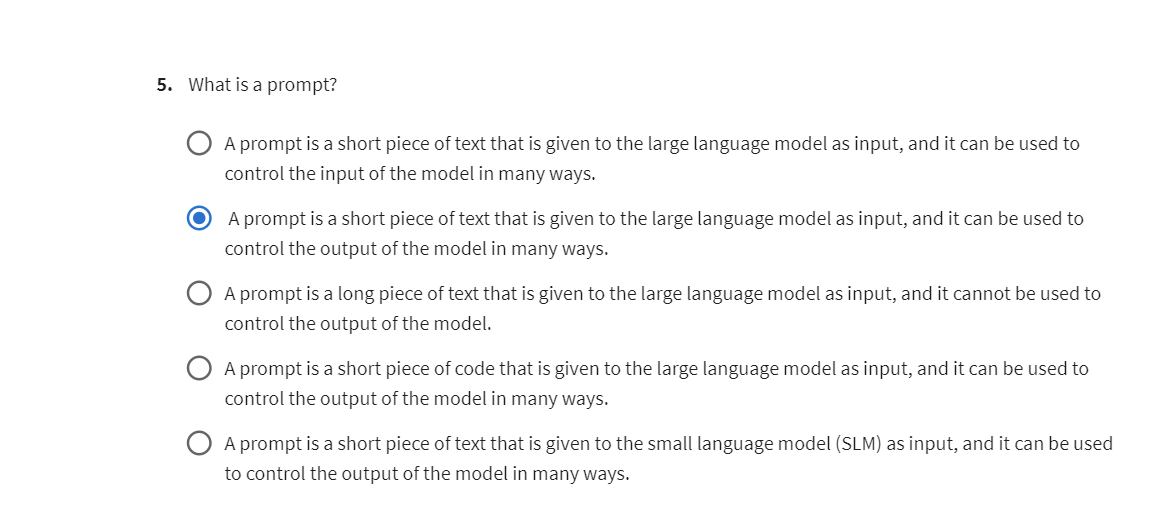 5. What is a prompt?
A prompt is a short piece of text that is given to the large language model as input, and it can be used to
control the input of the model in many ways.
A prompt is a short piece of text that is given to the large language model as input, and it can be used to
control the output of the model in many ways.
A prompt is a long piece of text that is given to the large language model as input, and it cannot be used to
control the output of the model.
A prompt is a short piece of code that is given to the large language model as input, and it can be used to
control the output of the model in many ways.
A prompt is a short piece of text that is given to the small language model (SLM) as input, and it can be used
to control the output of the model in many ways.